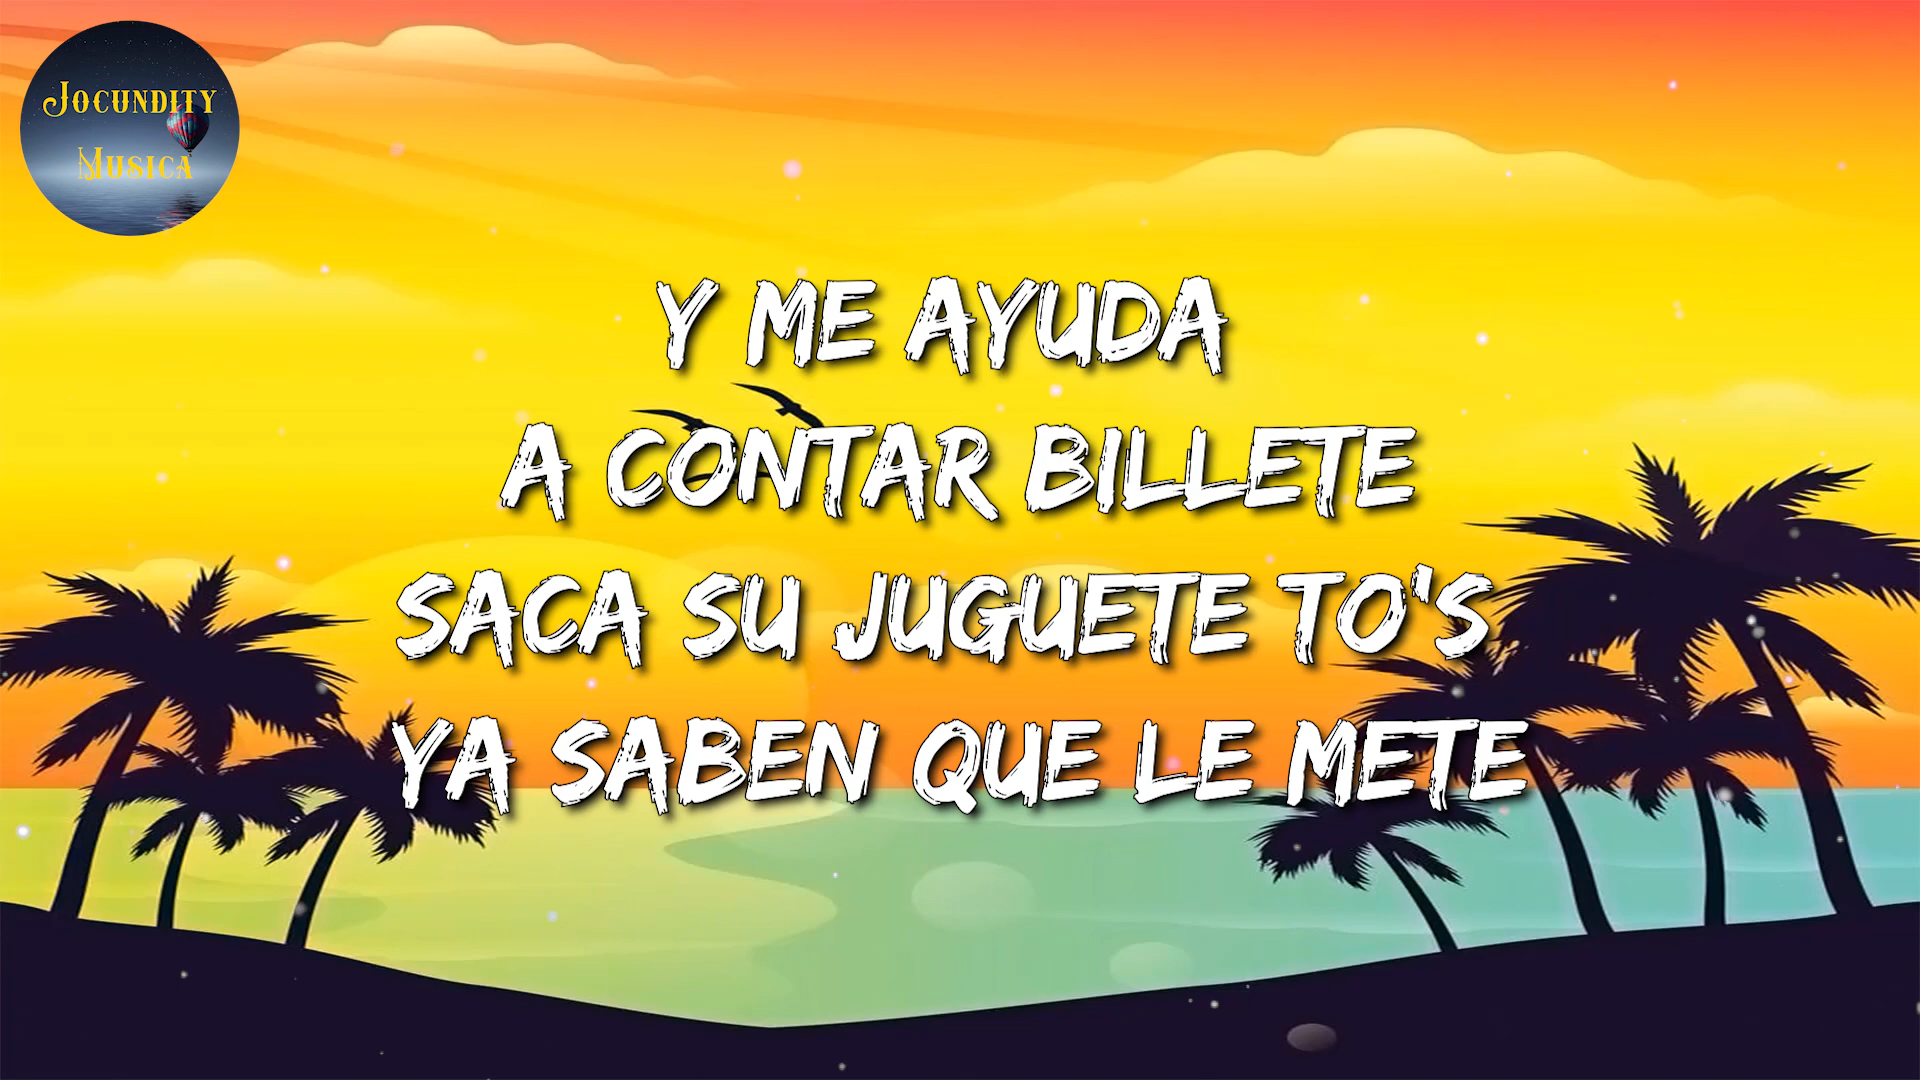 JOCUNDITY
MUSICA
Y ME AYUDA
A CONTAR BILLETE
SACA SU JUGUETE TO'S
YA SABEN QUE LE METE